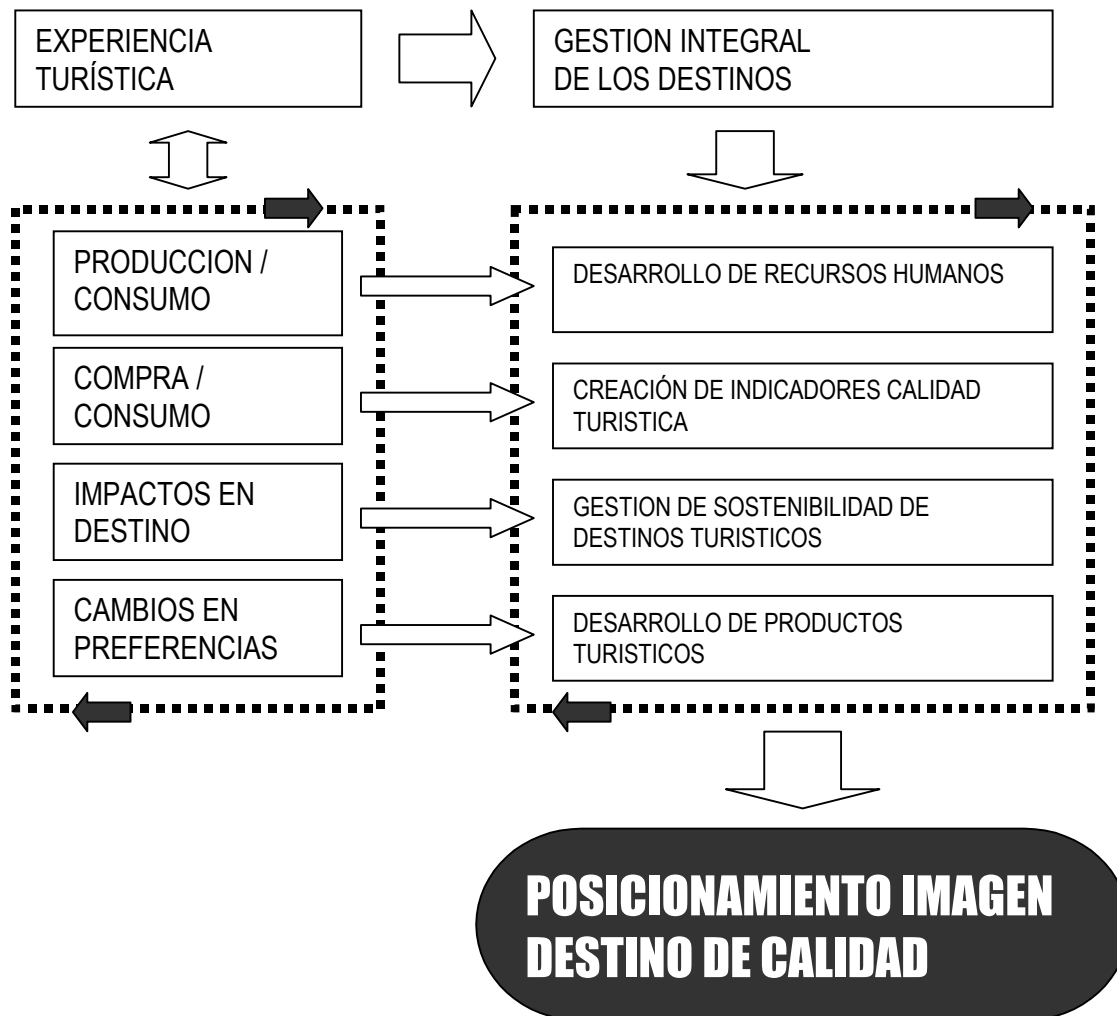 EXPERIENCIA
TURÍSTICA
GESTION INTEGRAL
DE LOS DESTINOS
PRODUCCION /
CONSUMO
DESARROLLO DE RECURSOS HUMANOS
COMPRA /
CONSUMO
CREACIÓN DE INDICADORES CALIDAD
TURISTICA
IMPACTOS EN
DESTINO
GESTION DE SOSTENIBILIDAD DE
DESTINOS TURISTICOS
CAMBIOS EN
PREFERENCIAS
DESARROLLO DE PRODUCTOS
TURISTICOS
POSICIONAMIENTO IMAGEN
DESTINO DE CALIDAD